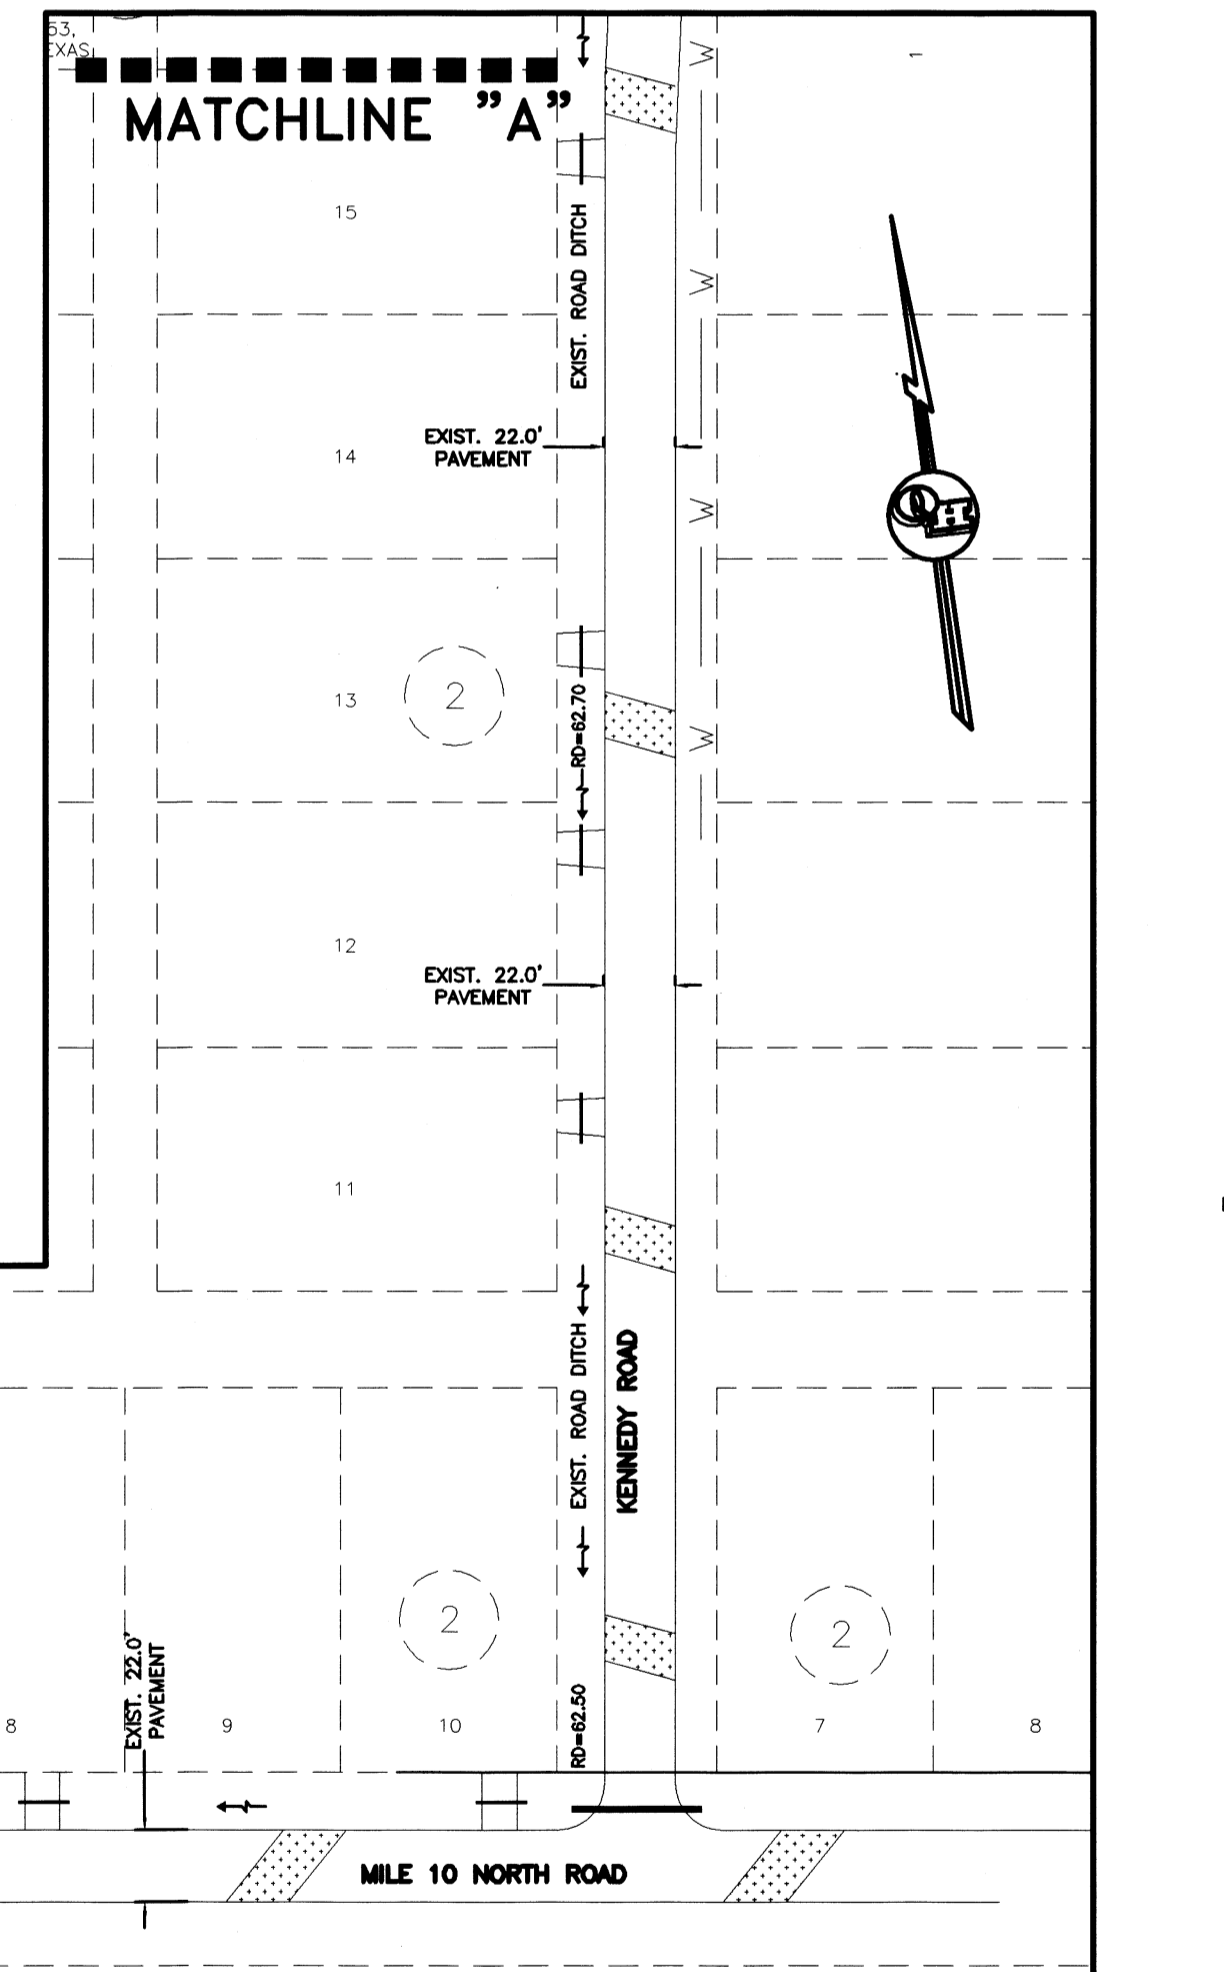 53,
EXAS
MATCHLINE "A"
W
1
15
EXIST. ROAD DITCH
W
EXIST. 22.0'
PAVEMENT
14
W
H
13
2
RD=62.70
W
12
EXIST. 22.0'
PAVEMENT
11
EXIST. ROAD DITCH
KENNEDY ROAD
2
2
EXIST. 22.0'
PAVEMENT
RD=62.50
8
9
10
7
8
MILE 10 NORTH ROAD